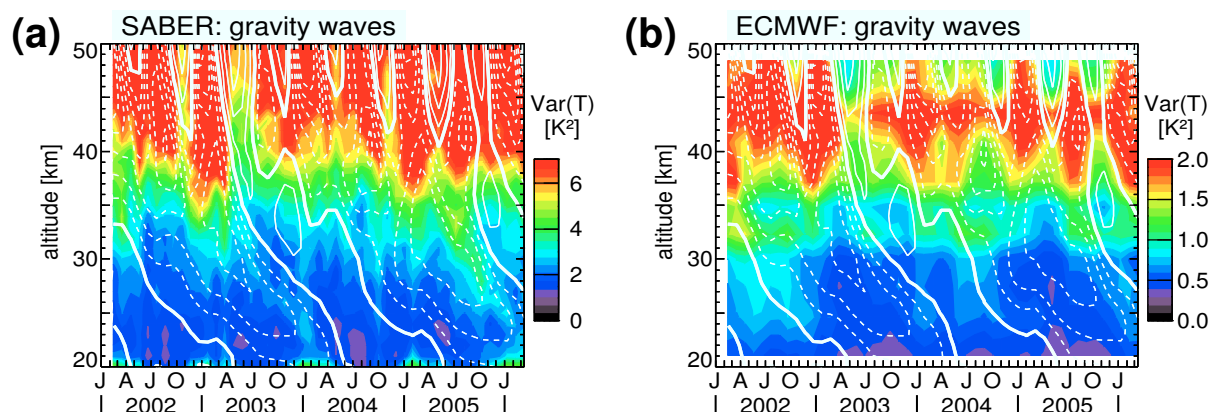 (a) SABER: gravity waves
50
40
30
20
altitude [km]
J A J O J A J O J A J O J A J O J
2002 2003 2004 2005
Var(T)
[K²]
6
4
2
0
(b) ECMWF: gravity waves
50
40
30
20
altitude [km]
J A J O J A J O J A J O J A J O J
2002 2003 2004 2005
Var(T)
[K²]
2.0
1.5
1.0
0.5
0.0